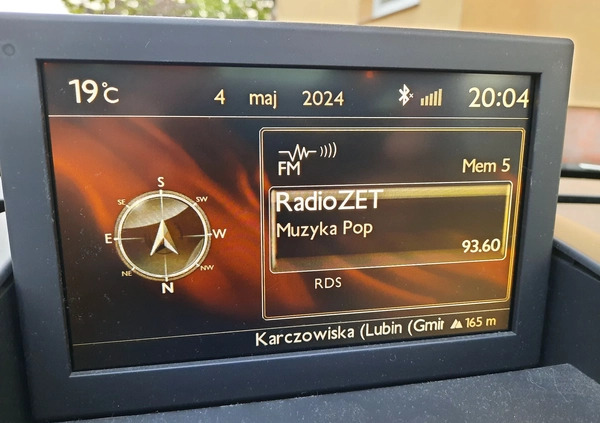 19°C 4 maj 2024 20:04
FM Mem 5
RadioZET
Muzyka Pop
93.60
RDS
S
SE SW
E W
NE NW
N
Karczowiska (Lubin (Gmir 165 m